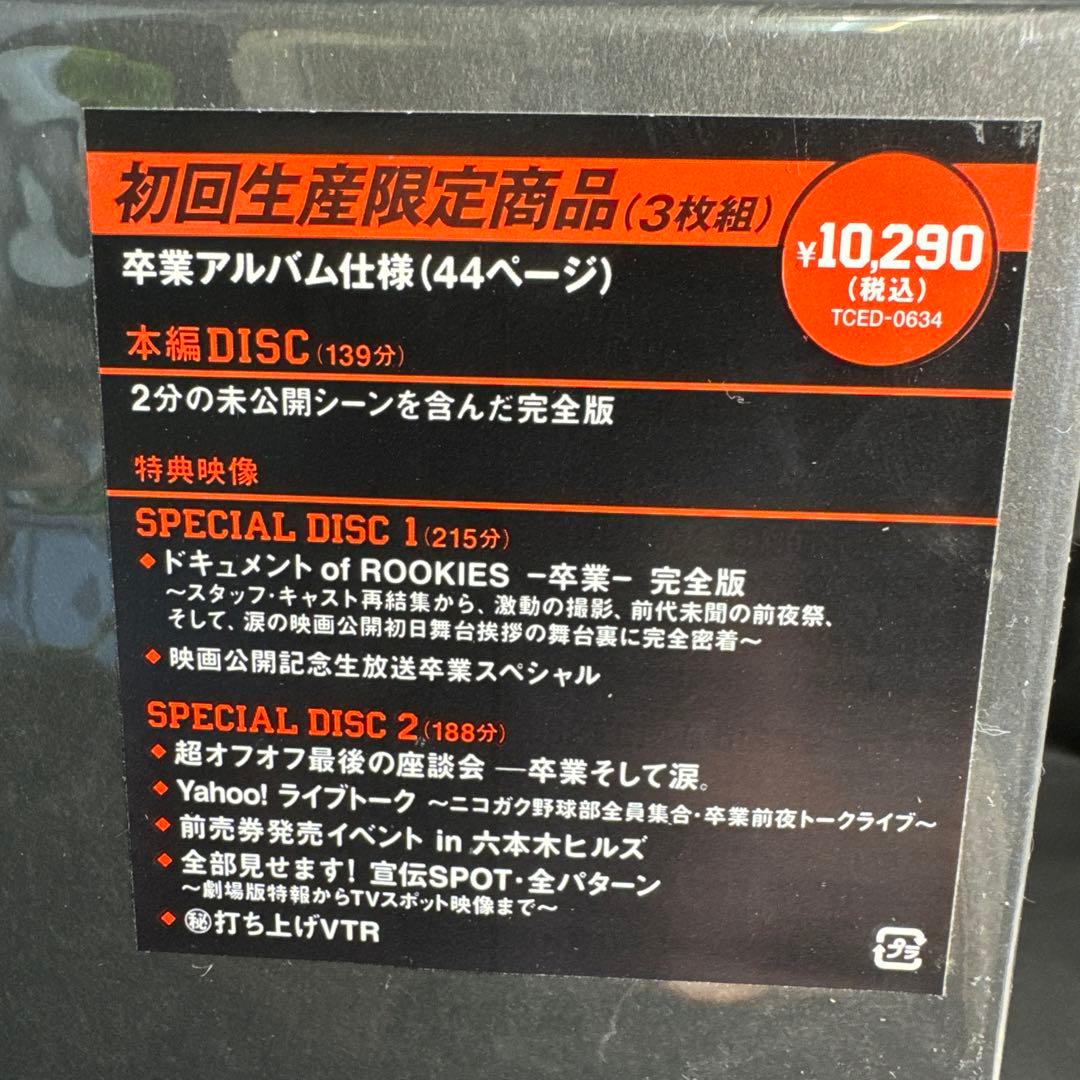 初回生産限定商品(3枚組)
¥10,290
(税込)
TCED-0634
卒業アルバム仕様(44ページ)
本編DISC(139分)
2分の未公開シーンを含んだ完全版
特典映像
SPECIAL DISC 1(215分)
◆ドキュメント of ROOKIES −卒業− 完全版
〜スタッフ・キャスト再結集から、激動の撮影、前代未聞の前夜祭、
そして、涙の映画公開初日舞台挨拶の舞台裏に完全密着〜
◆映画公開記念生放送卒業スペシャル
SPECIAL DISC 2(188分)
◆超オフオフ最後の座談会 ―卒業そして涙。
◆Yahoo! ライブトーク 〜ニコガク野球部全員集合・卒業前夜トークライブ〜
◆前売券発売イベント in 六本木ヒルズ
◆全部見せます! 宣伝SPOT・全パターン
〜劇場版特報からTVスポット映像まで〜
◆㊙打ち上げVTR
プラ